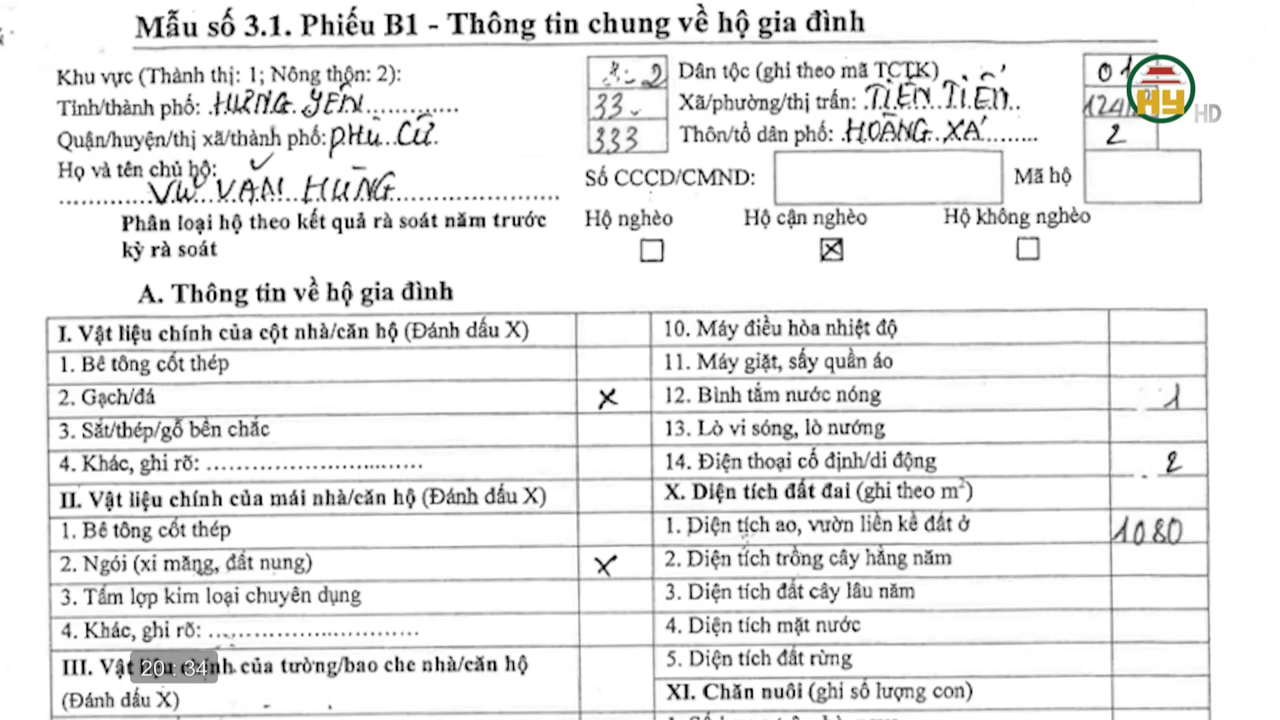 Mẫu số 3.1. Phiếu B1 - Thông tin chung về hộ gia đình
Khu vực (Thành thị: 1; Nông thôn: 2): 2
Dân tộc (ghi theo mã TCTK) 01
Tỉnh/thành phố: HƯNG YÊN 33
Xã/phường/thị trấn: TIÊN TIẾN
Quận/huyện/thị xã/thành phố: PHÙ CỪ 333
Thôn/tổ dân phố: HOÀNG XÁ 2
Họ và tên chủ hộ:
VŨ VĂN HÙNG
Số CCCD/CMND:
Mã hộ
Phân loại hộ theo kết quả rà soát năm trước
kỳ rà soát
Hộ nghèo ☐
Hộ cận nghèo ☒
Hộ không nghèo ☐
A. Thông tin về hộ gia đình
I. Vật liệu chính của cột nhà/căn hộ (Đánh dấu X)
1. Bê tông cốt thép
2. Gạch/đá X
3. Sắt/thép/gỗ bền chắc
4. Khác, ghi rõ: ..............................
II. Vật liệu chính của mái nhà/căn hộ (Đánh dấu X)
1. Bê tông cốt thép
2. Ngói (xi măng, đất nung) X
3. Tấm lợp kim loại chuyên dụng
4. Khác, ghi rõ: ..............................
III. Vật liệu chính của tường/bao che nhà/căn hộ
(Đánh dấu X)
10. Máy điều hòa nhiệt độ
11. Máy giặt, sấy quần áo
12. Bình tắm nước nóng 1
13. Lò vi sóng, lò nướng
14. Điện thoại cố định/di động 2
X. Diện tích đất đai (ghi theo m²)
1. Diện tích ao, vườn liền kề đất ở 1080
2. Diện tích trồng cây hằng năm
3. Diện tích đất cây lâu năm
4. Diện tích mặt nước
5. Diện tích đất rừng
XI. Chăn nuôi (ghi số lượng con)
HY HD
20 : 34